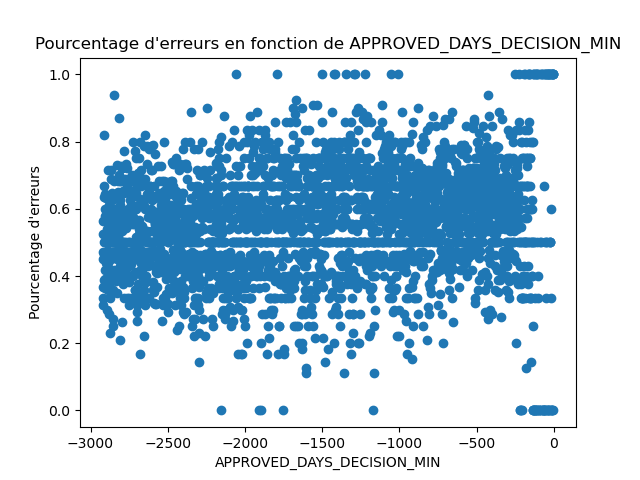 Pourcentage d'erreurs en fonction de APPROVED_DAYS_DECISION_MIN
1.0
0.8
0.6
0.4
0.2
0.0
Pourcentage d'erreurs
−3000 −2500 −2000 −1500 −1000 −500 0
APPROVED_DAYS_DECISION_MIN